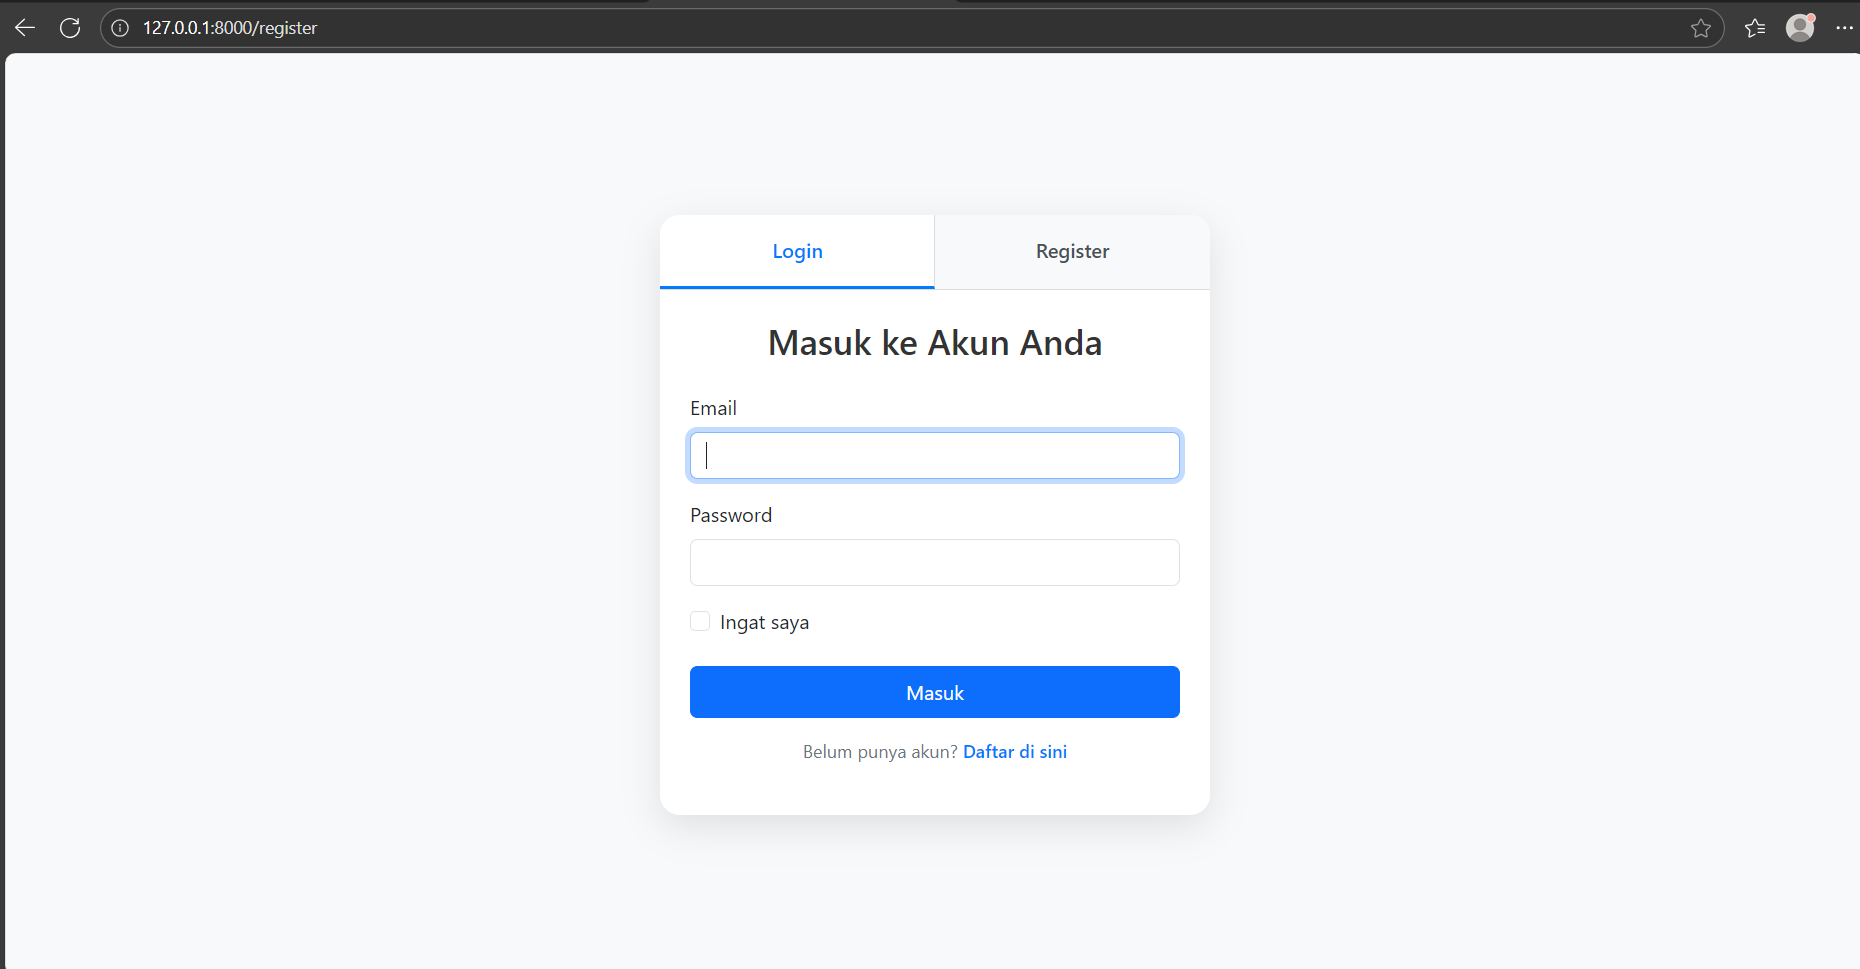 127.0.0.1:8000/register
Login
Register
Masuk ke Akun Anda
Email
Password
Ingat saya
Masuk
Belum punya akun? Daftar di sini